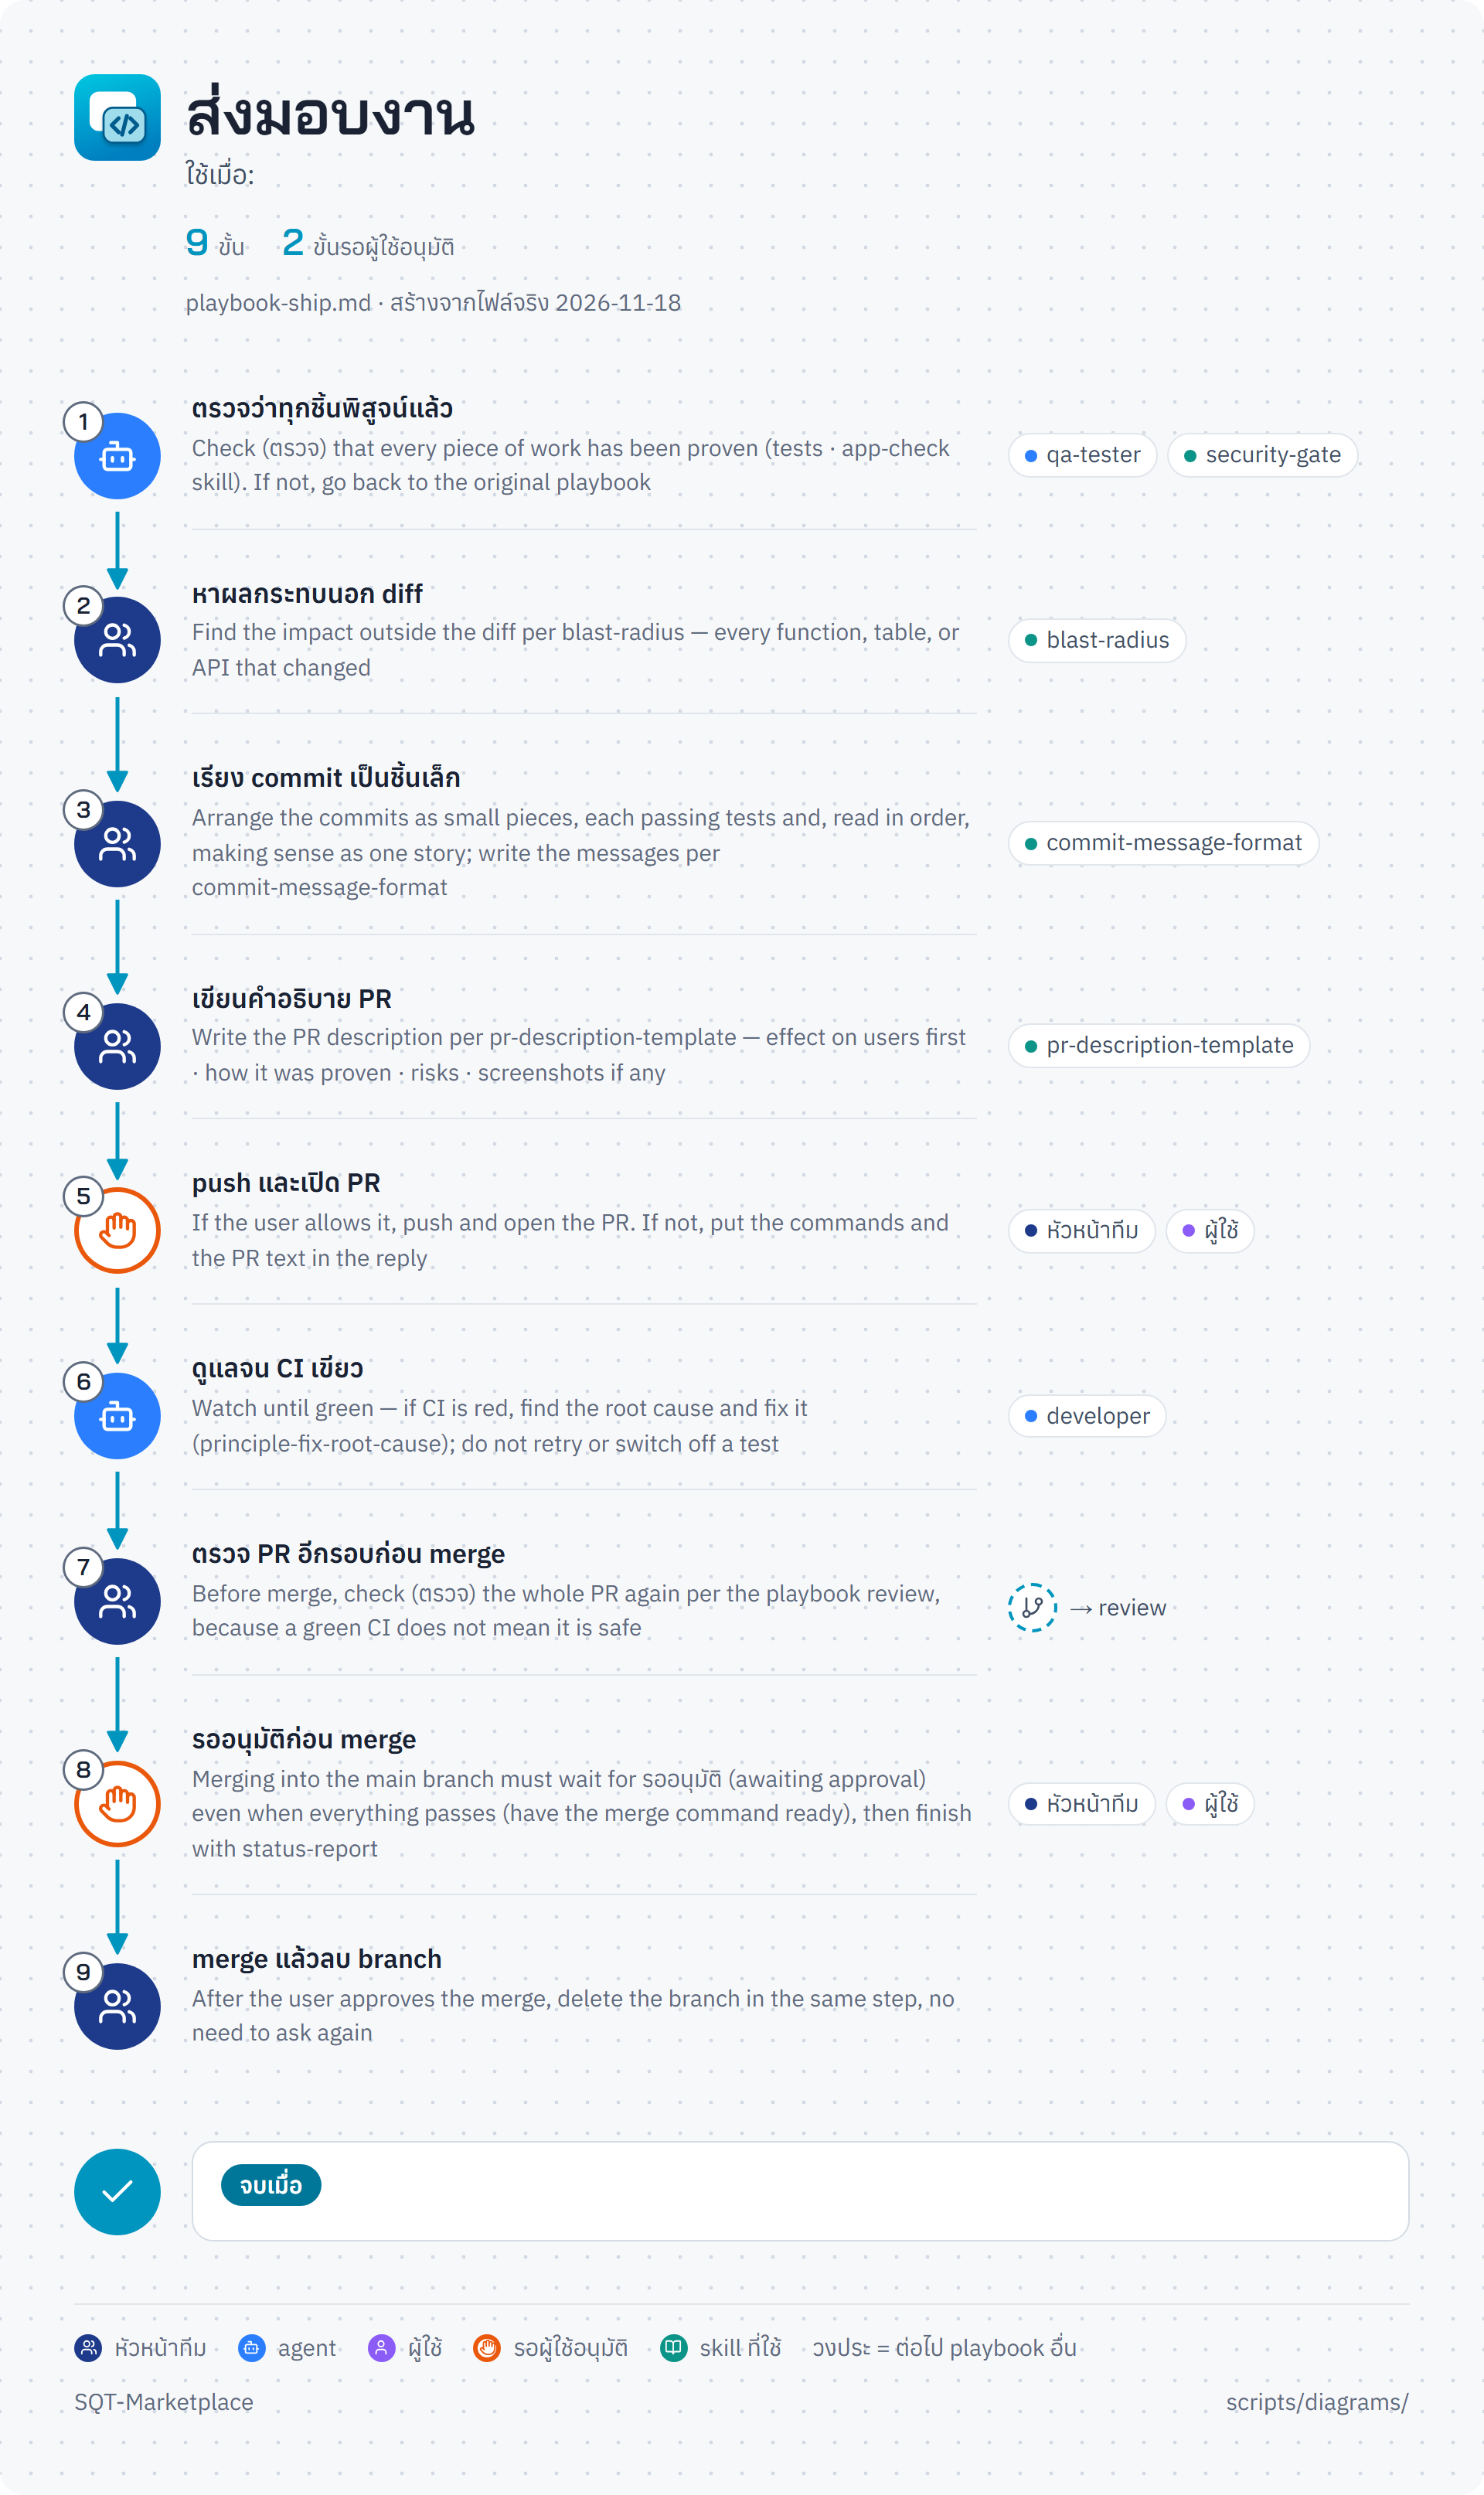 ส่งมอบงาน
ใช้เมื่อ:
9 ขั้น 2 ขั้นรอผู้ใช้อนุมัติ
playbook-ship.md · สร้างจากไฟล์จริง 2026-11-18
1
ตรวจว่าทุกชิ้นพิสูจน์แล้ว
Check (ตรวจ) that every piece of work has been proven (tests · app-check
skill). If not, go back to the original playbook
qa-tester security-gate
2
หาผลกระทบนอก diff
Find the impact outside the diff per blast-radius — every function, table, or
API that changed
blast-radius
3
เรียง commit เป็นชิ้นเล็ก
Arrange the commits as small pieces, each passing tests and, read in order,
making sense as one story; write the messages per
commit-message-format
commit-message-format
4
เขียนคำอธิบาย PR
Write the PR description per pr-description-template — effect on users first
· how it was proven · risks · screenshots if any
pr-description-template
5
push และเปิด PR
If the user allows it, push and open the PR. If not, put the commands and
the PR text in the reply
หัวหน้าทีม ผู้ใช้
6
ดูแลจน CI เขียว
Watch until green — if CI is red, find the root cause and fix it
(principle-fix-root-cause); do not retry or switch off a test
developer
7
ตรวจ PR อีกรอบก่อน merge
Before merge, check (ตรวจ) the whole PR again per the playbook review,
because a green CI does not mean it is safe
→ review
8
รออนุมัติก่อน merge
Merging into the main branch must wait for รออนุมัติ (awaiting approval)
even when everything passes (have the merge command ready), then finish
with status-report
หัวหน้าทีม ผู้ใช้
9
merge แล้วลบ branch
After the user approves the merge, delete the branch in the same step, no
need to ask again
จบเมื่อ
หัวหน้าทีม agent ผู้ใช้ รอผู้ใช้อนุมัติ skill ที่ใช้ วงประ = ต่อไป playbook อื่น
SQT-Marketplace scripts/diagrams/